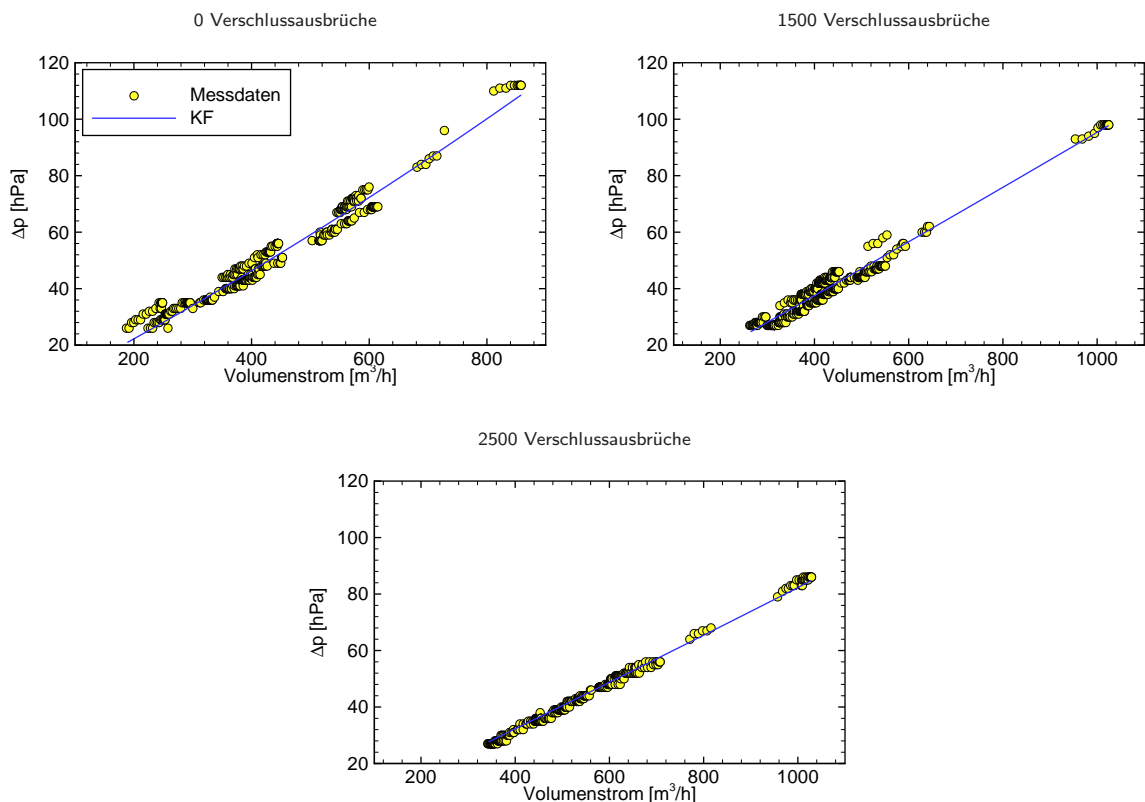 0 Verschlussausbrüche
1500 Verschlussausbrüche
120
100
80
60
40
20
Δp [hPa]
Messdaten
KF
200
400
600
800
Volumenstrom [m³/h]
120
100
80
60
40
20
Δp [hPa]
200
400
600
800
1000
Volumenstrom [m³/h]
2500 Verschlussausbrüche
120
100
80
60
40
20
Δp [hPa]
200
400
600
800
1000
Volumenstrom [m³/h]